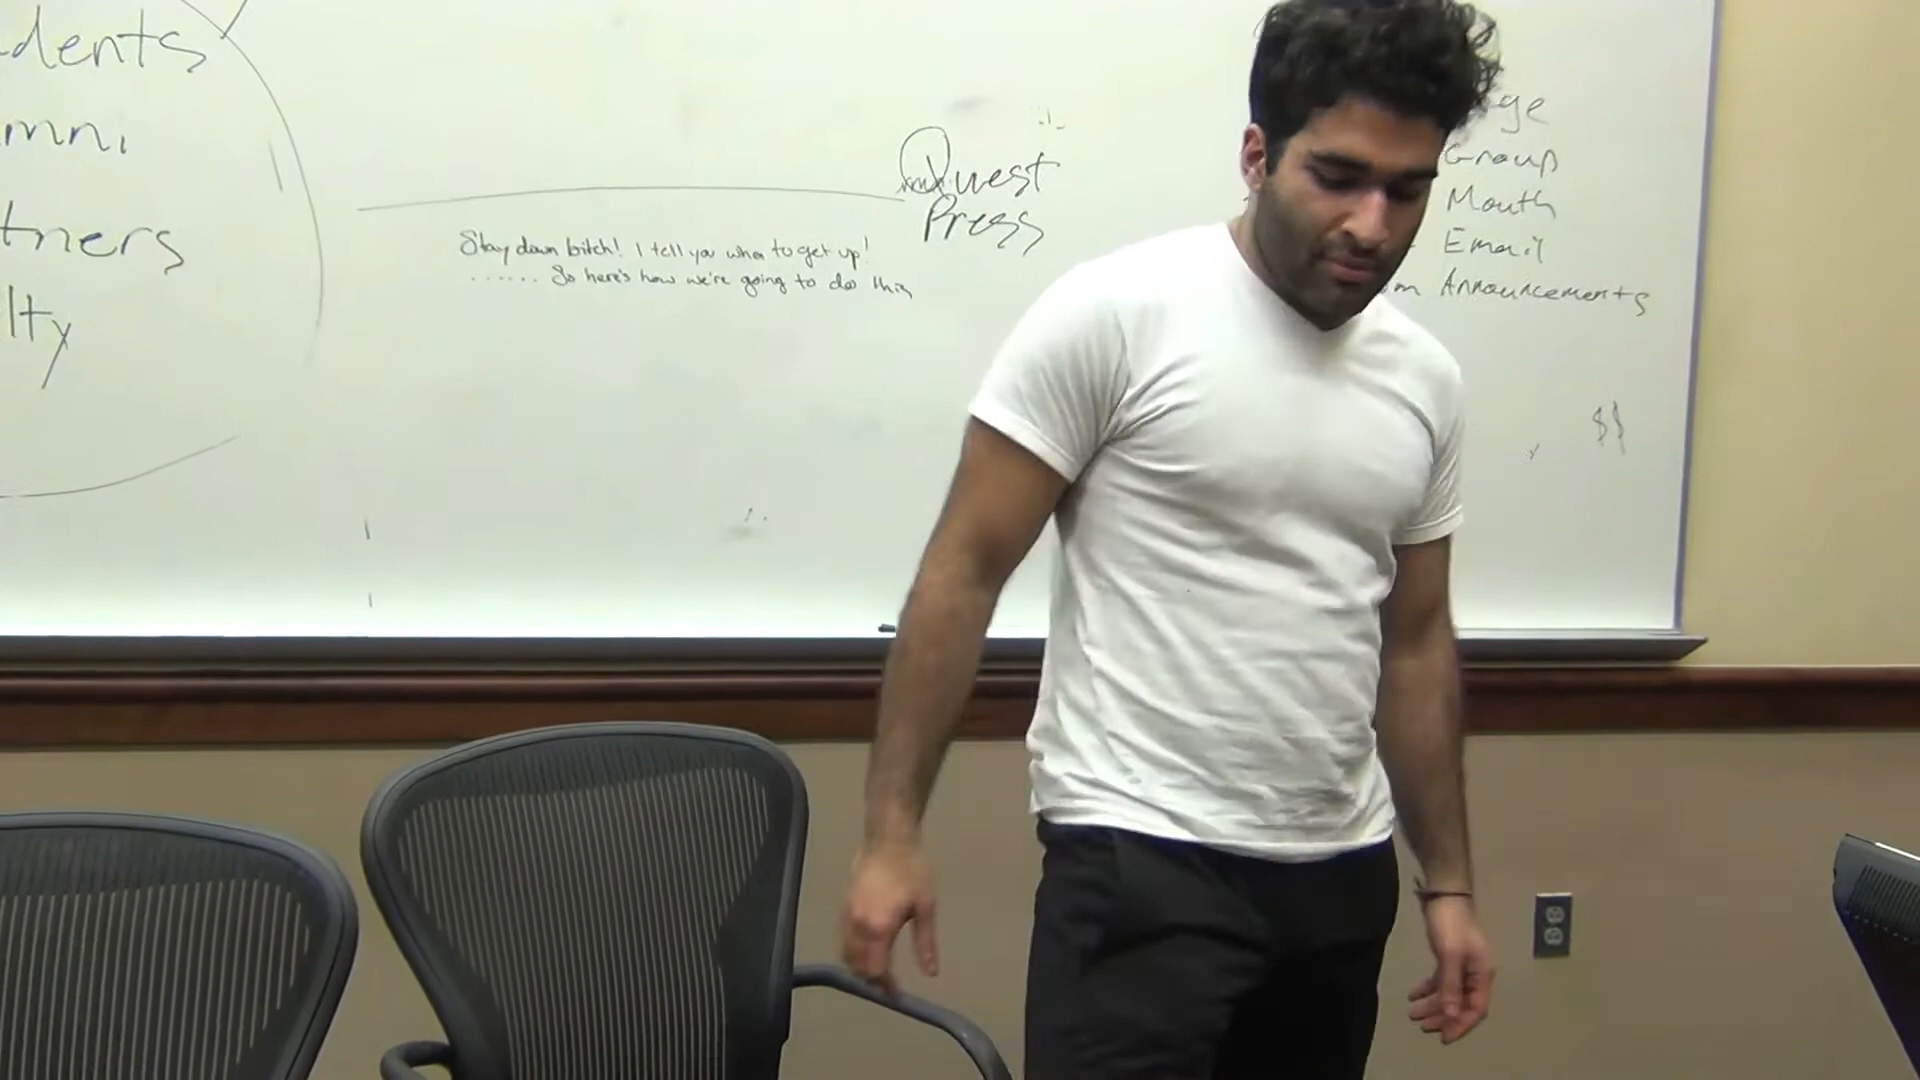 dents
mni
tners
lty
Quest
Press
Stay down bitch! I tell you when to get up!
...... So here's how we're going to do this
ge
Group
Mouth
Email
m Announcements
$$